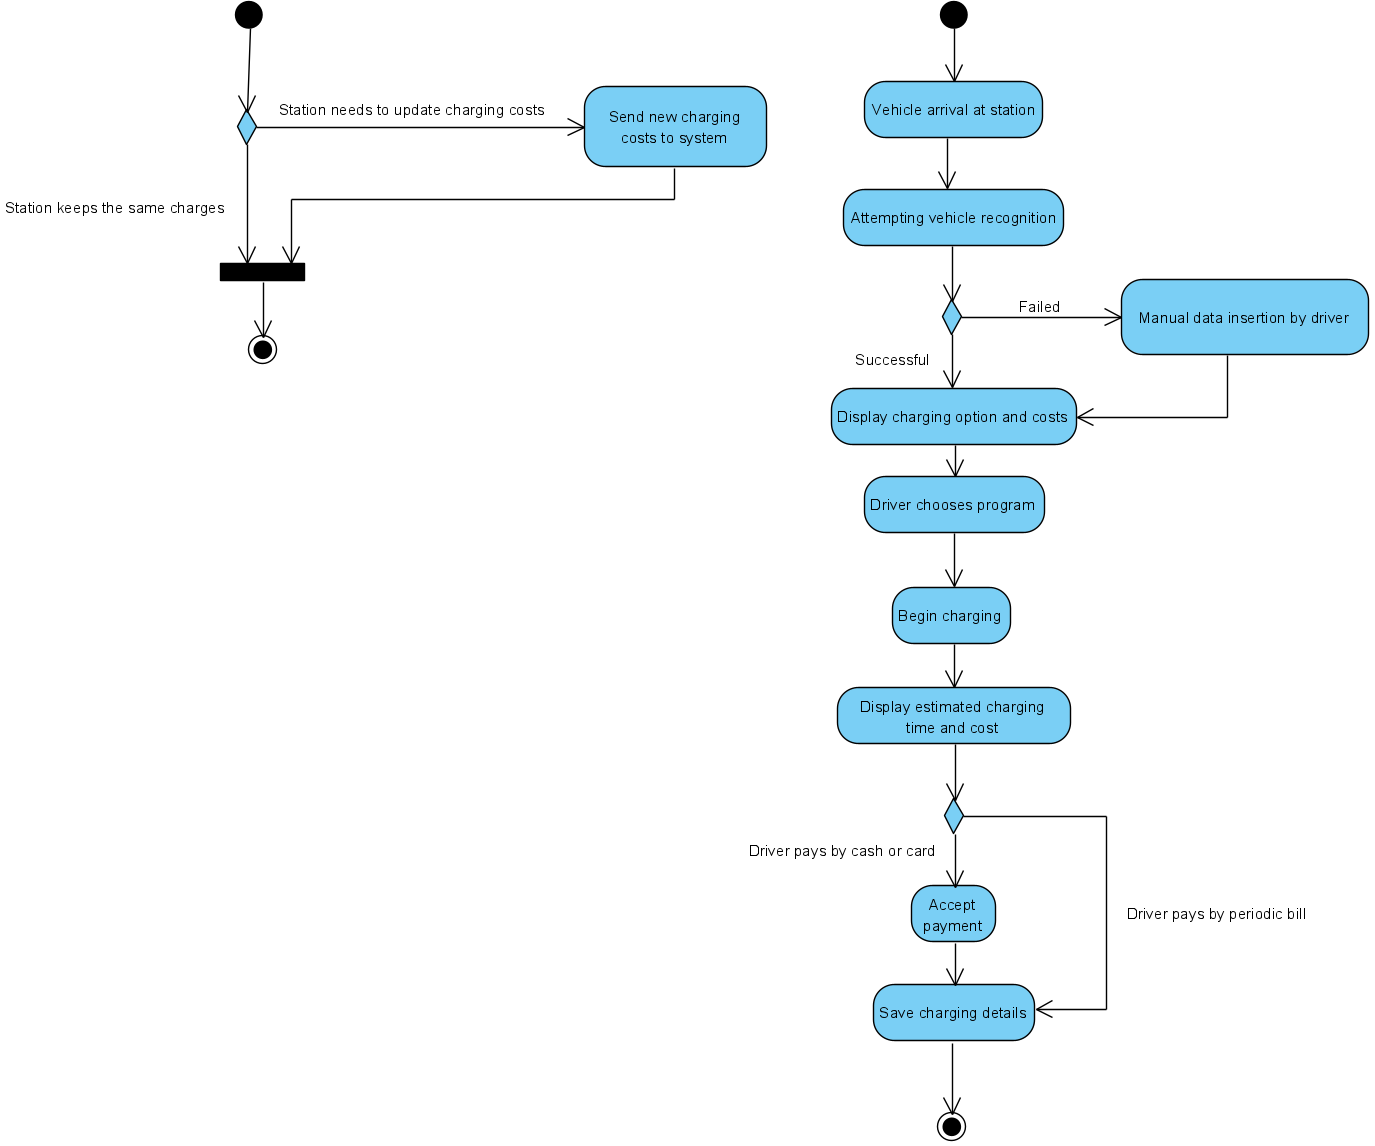 Station needs to update charging costs
Send new charging
costs to system
Station keeps the same charges
Vehicle arrival at station
Attempting vehicle recognition
Failed
Manual data insertion by driver
Successful
Display charging option and costs
Driver chooses program
Begin charging
Display estimated charging
time and cost
Driver pays by cash or card
Accept
payment
Driver pays by periodic bill
Save charging details